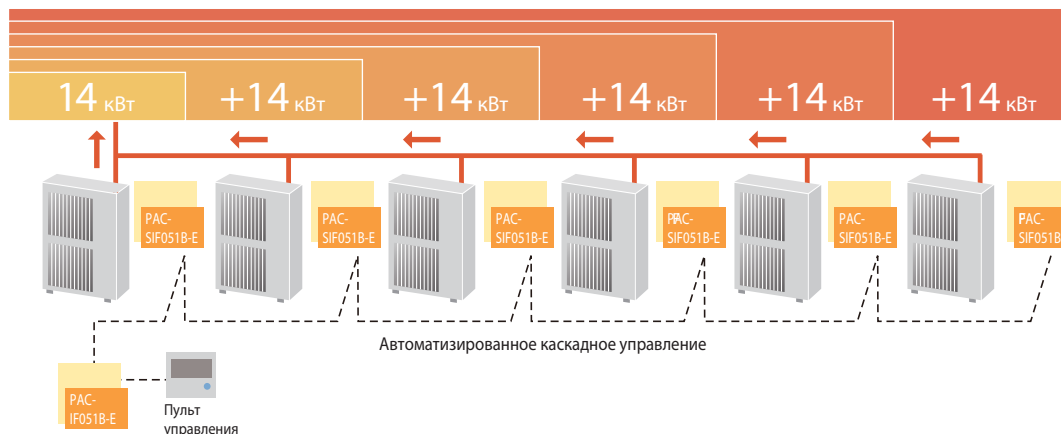 14 кВт +14 кВт +14 кВт +14 кВт +14 кВт +14 кВт
PAC-
SIF051B-E
PAC-
SIF051B-E
PAC-
SIF051B-E
PAC-
SIF051B-E
PAC-
SIF051B-E
P
SIF051B
Автоматизированное каскадное управление
PAC-
IF051B-E
Пульт
управления